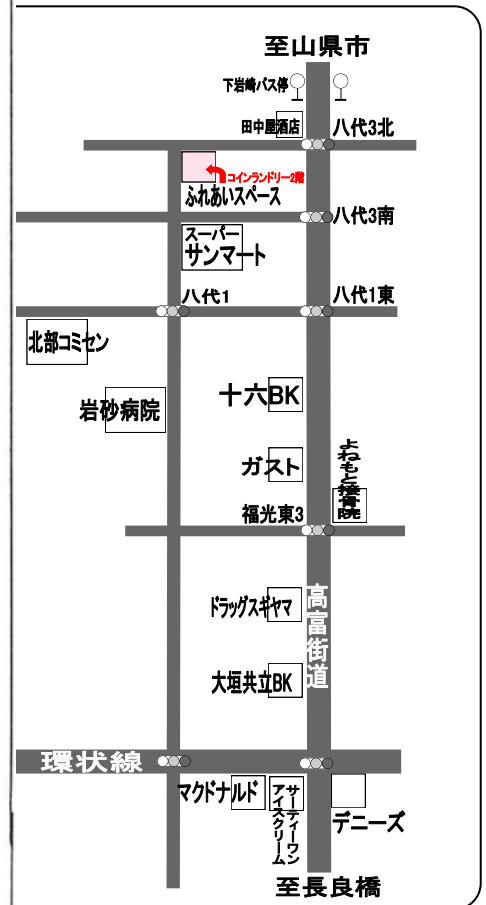 至山県市
下岩崎バス停
田中屋酒店
八代3北
コインランドリー2階
ふれあいスペース
八代3南
スーパー
サンマート
八代1
八代1東
北部コミセン
十六BK
岩砂病院
ガスト
よねもと接骨院
福光東3
ドラッグスギヤマ
高富街道
大垣共立BK
環状線
マクドナルド
サーティーワン
アイスクリーム
デニーズ
至長良橋